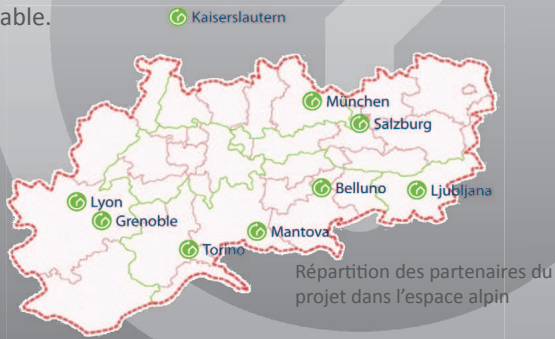 able.
Kaiserslautern
München
Salzburg
Belluno
Ljubljana
Lyon
Grenoble
Mantova
Torino
Répartition des partenaires du
projet dans l'espace alpin